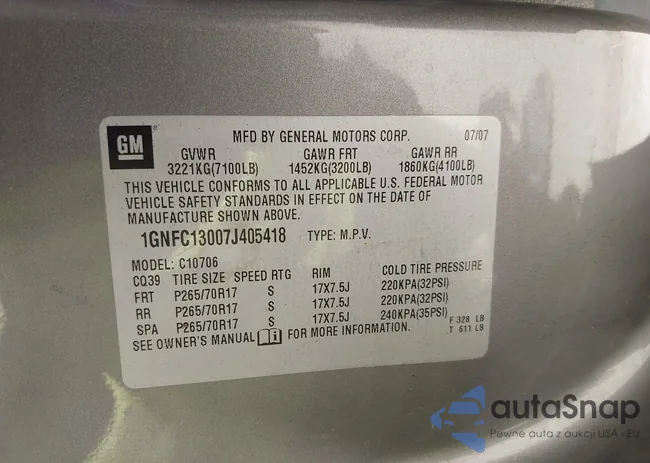 GM
MFD BY GENERAL MOTORS CORP. 07/07
GVWR GAWR FRT GAWR RR
3221KG(7100LB) 1452KG(3200LB) 1860KG(4100LB)
THIS VEHICLE CONFORMS TO ALL APPLICABLE U.S. FEDERAL MOTOR
VEHICLE SAFETY STANDARDS IN EFFECT ON THE DATE OF
MANUFACTURE SHOWN ABOVE.
1GNFC13007J405418 TYPE: M.P.V.
MODEL: C10706
CQ39 TIRE SIZE SPEED RTG RIM COLD TIRE PRESSURE
FRT P265/70R17 S 17X7.5J 220KPA(32PSI)
RR P265/70R17 S 17X7.5J 220KPA(32PSI)
SPA P265/70R17 S 17X7.5J 240KPA(35PSI) F 328 LB
SEE OWNER'S MANUAL FOR MORE INFORMATION. T 611 LB
autaSnap
Pewne auta z aukcji USA - EU